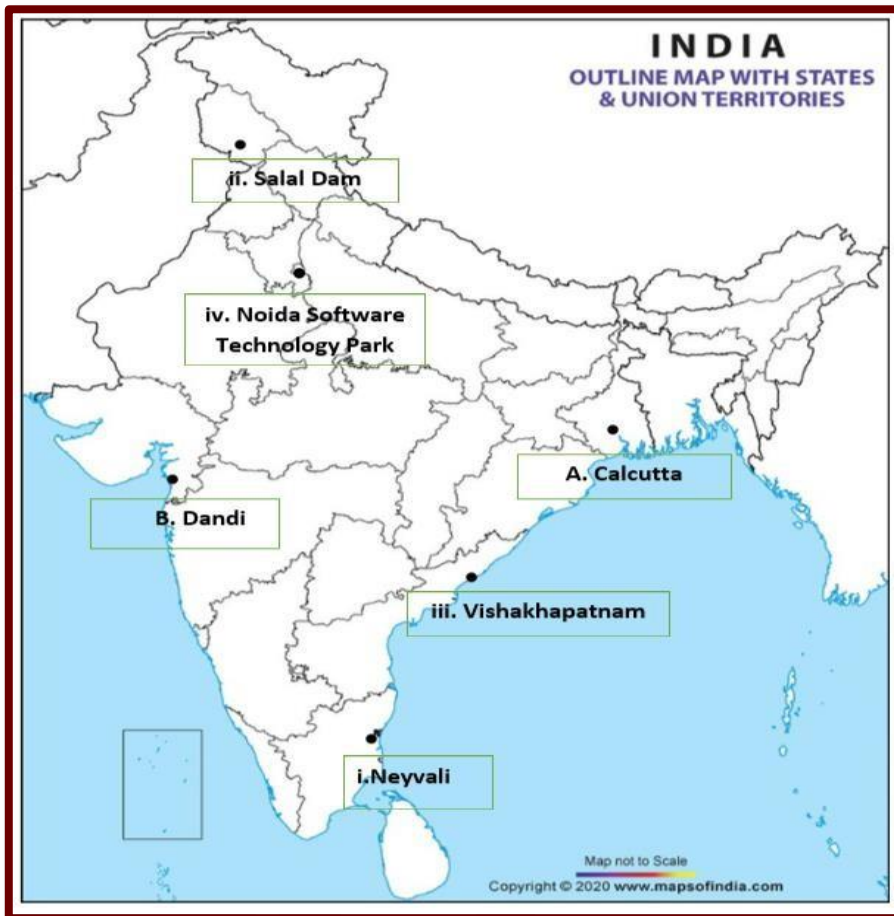 INDIA
OUTLINE MAP WITH STATES
& UNION TERRITORIES
ii. Salal Dam
iv. Noida Software
Technology Park
A. Calcutta
B. Dandi
iii. Vishakhapatnam
i.Neyvali
Map not to Scale
Copyright © 2020 www.mapsofindia.com